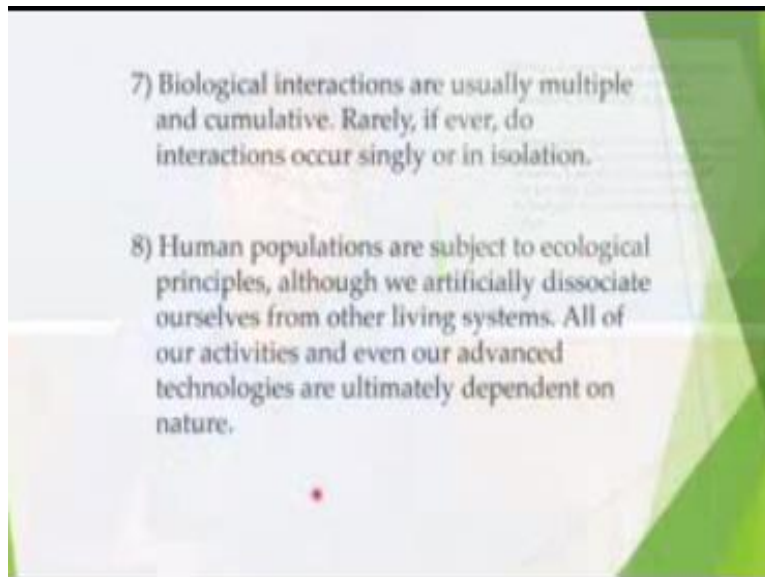 7) Biological interactions are usually multiple
and cumulative. Rarely, if ever, do
interactions occur singly or in isolation.
8) Human populations are subject to ecological
principles, although we artificially dissociate
ourselves from other living systems. All of
our activities and even our advanced
technologies are ultimately dependent on
nature.